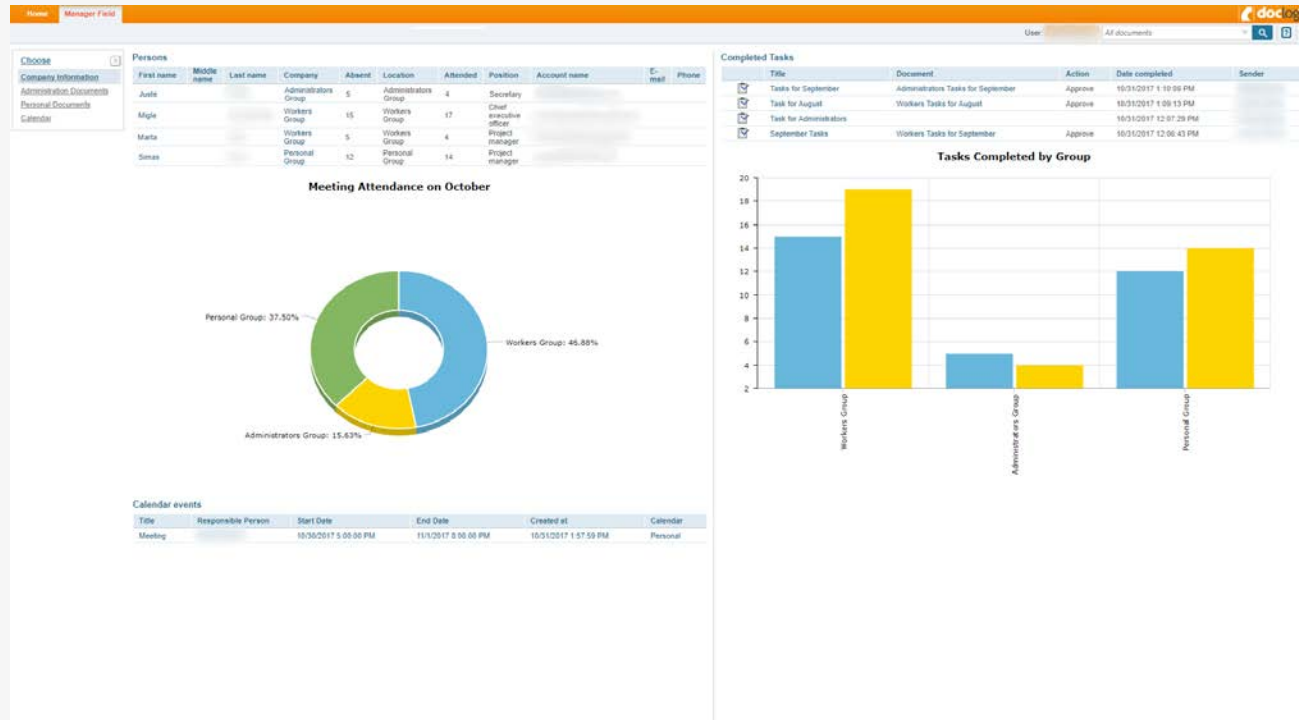 Home Manager Field
doclog
User All documents
Choose
Company Information
Administration Documents
Personal Documents
Calendar
Persons
First name Middle name Last name Company Absent Location Attended Position Account name E-mail Phone
Juste Administrators Group 5 Administrators Group 4 Secretary
Migle Workers Group 15 Workers Group 17 Chief executive officer
Marta Workers Group 5 Workers Group 4 Project manager
Simas Personal Group 12 Personal Group 14 Project manager
Meeting Attendance on October
Personal Group: 37.50%
Workers Group: 46.88%
Administrators Group: 15.63%
Calendar events
Title Responsible Person Start Date End Date Created at Calendar
Meeting 10/30/2017 5:00:00 PM 11/1/2017 8:00:00 PM 10/31/2017 1:57:59 PM Personal
Completed Tasks
Title Document Action Date completed Sender
Tasks for September Administrators Tasks for September Approve 10/31/2017
Task for August Workers Tasks for August Approve 10/31/2017 1:09:13 PM
Task for Administrators 10/31/2017 12:07:29 PM
September Tasks Workers Tasks for September Approve 10/31/2017 12:06:43 PM
Tasks Completed by Group
20
18
16
14
12
10
8
6
4
2
Workers Group
Administrators Group
Personal Group